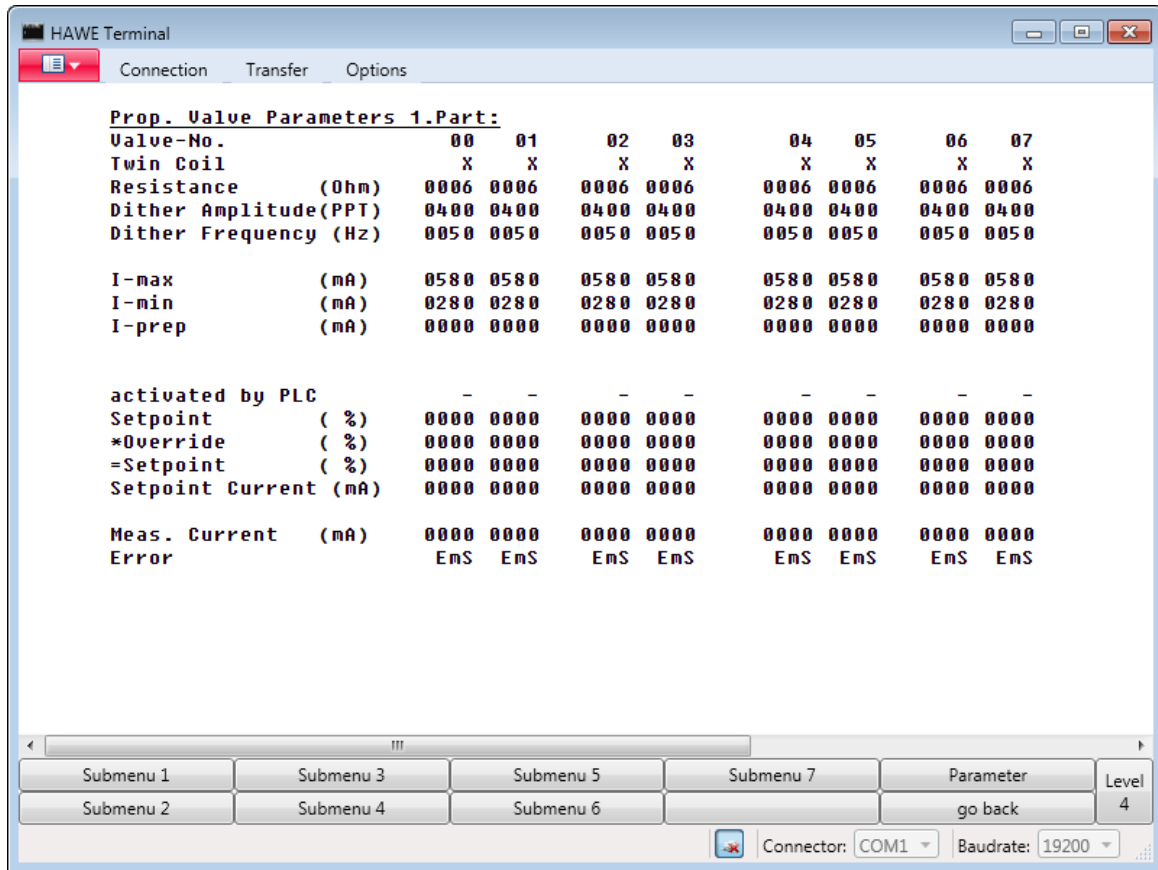 HAWE Terminal
Connection Transfer Options
Prop. Valve Parameters 1.Part:
Valve-No. 00 01 02 03 04 05 06 07
Twin Coil X X X X X X X X
Resistance (Ohm) 0006 0006 0006 0006 0006 0006 0006 0006
Dither Amplitude(PPT) 0400 0400 0400 0400 0400 0400 0400 0400
Dither Frequency (Hz) 0050 0050 0050 0050 0050 0050 0050 0050
I-max (mA) 0580 0580 0580 0580 0580 0580 0580 0580
I-min (mA) 0280 0280 0280 0280 0280 0280 0280 0280
I-prep (mA) 0000 0000 0000 0000 0000 0000 0000 0000
activated by PLC - - - - - - - -
Setpoint ( %) 0000 0000 0000 0000 0000 0000 0000 0000
*Override ( %) 0000 0000 0000 0000 0000 0000 0000 0000
=Setpoint ( %) 0000 0000 0000 0000 0000 0000 0000 0000
Setpoint Current (mA) 0000 0000 0000 0000 0000 0000 0000 0000
Meas. Current (mA) 0000 0000 0000 0000 0000 0000 0000 0000
Error EmS EmS EmS EmS EmS EmS EmS EmS
Submenu 1 Submenu 3 Submenu 5 Submenu 7 Parameter Level
Submenu 2 Submenu 4 Submenu 6 go back 4
Connector: COM1 Baudrate: 19200